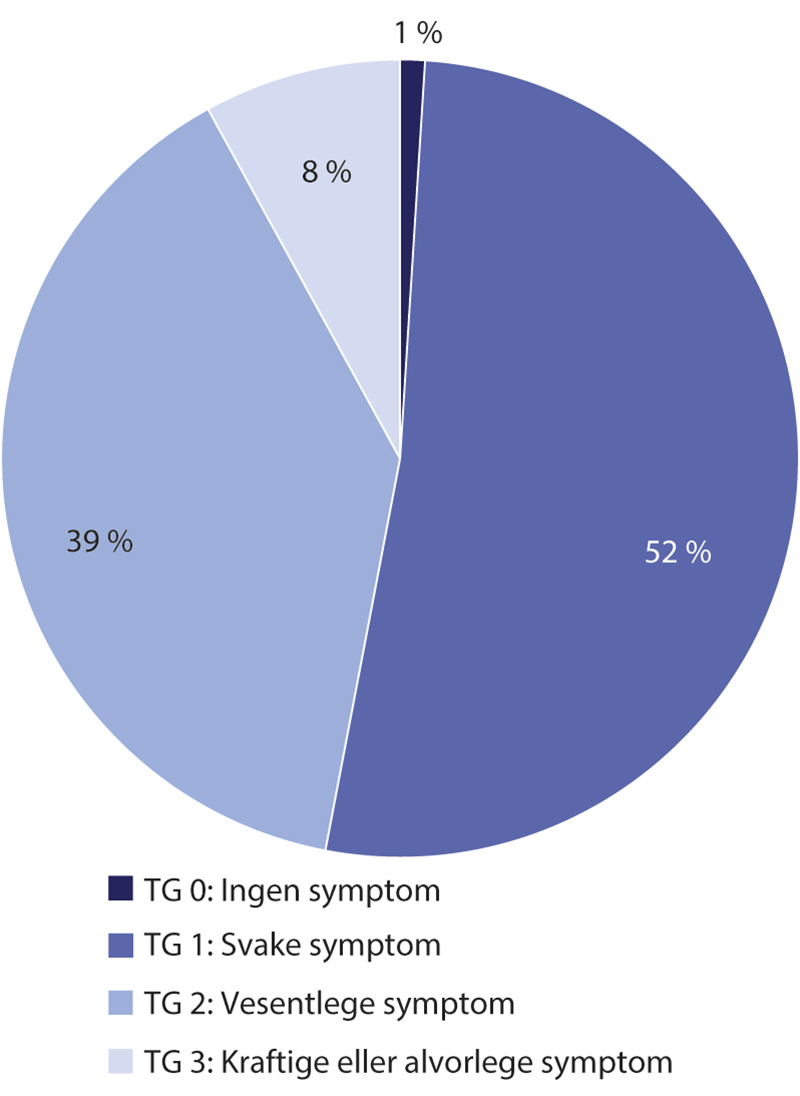 1 %
8 %
39 %
52 %
TG 0: Ingen symptom
TG 1: Svake symptom
TG 2: Vesentlege symptom
TG 3: Kraftige eller alvorlege symptom